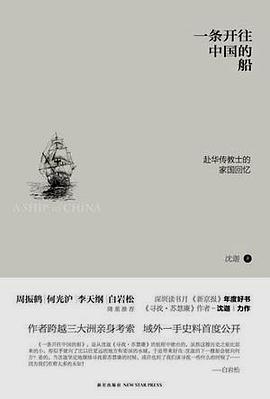 一条开往
中国的
船
赴华传教士的
家国回忆
A SHIP TO CHINA
沈迦 著
周振鹤 何光沪 李天纲 白岩松
隆重推荐
深圳读书月《新京报》年度好书
《寻找·苏慧廉》作者—沈迦 | 力作
作者跨越三大洲亲身考索 域外一手史料首度公开
——白岩松
新星出版社 NEW STAR PRESS